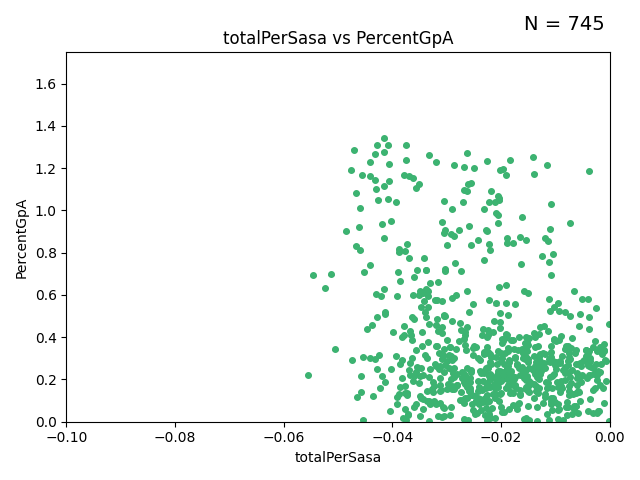 N = 745
totalPerSasa vs PercentGpA
1.6
1.4
1.2
1.0
0.8
0.6
0.4
0.2
0.0
PercentGpA
−0.10 −0.08 −0.06 −0.04 −0.02 0.00
totalPerSasa